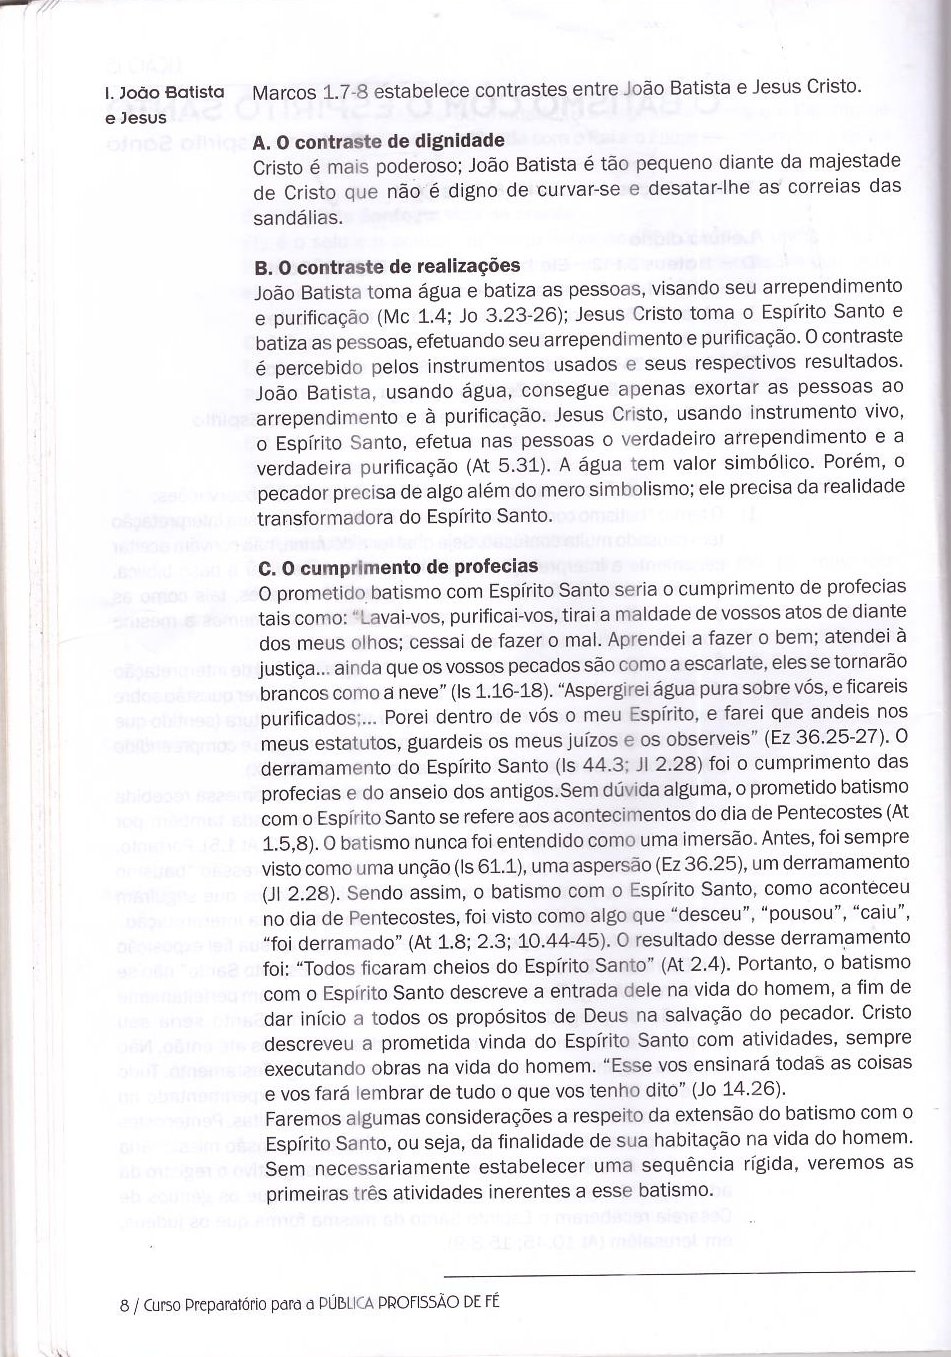 I. João Batista
e Jesus
Marcos 1.7-8 estabelece contrastes entre João Batista e Jesus Cristo.
A. O contraste de dignidade
Cristo é mais poderoso; João Batista é tão pequeno diante da majestade
de Cristo que não é digno de curvar-se e desatar-lhe as correias das
sandálias.
B. O contraste de realizações
João Batista toma água e batiza as pessoas, visando seu arrependimento
e purificação (Mc 1.4; Jo 3.23-26); Jesus Cristo toma o Espírito Santo e
batiza as pessoas, efetuando seu arrependimento e purificação. O contraste
é percebido pelos instrumentos usados e seus respectivos resultados.
João Batista, usando água, consegue apenas exortar as pessoas ao
arrependimento e à purificação. Jesus Cristo, usando instrumento vivo,
o Espírito Santo, efetua nas pessoas o verdadeiro arrependimento e a
verdadeira purificação (At 5.31). A água tem valor simbólico. Porém, o
pecador precisa de algo além do mero simbolismo; ele precisa da realidade
transformadora do Espírito Santo.
C. O cumprimento de profecias
O prometido batismo com Espírito Santo seria o cumprimento de profecias
tais como: "Lavai-vos, purificai-vos, tirai a maldade de vossos atos de diante
dos meus olhos; cessai de fazer o mal. Aprendei a fazer o bem; atendei à
justiça... ainda que os vossos pecados são como a escarlate, eles se tornarão
brancos como a neve" (Is 1.16-18). "Aspergirei água pura sobre vós, e ficareis
purificados;... Porei dentro de vós o meu Espírito, e farei que andeis nos
meus estatutos, guardeis os meus juízos e os observeis" (Ez 36.25-27). O
derramamento do Espírito Santo (Is 44.3; Jl 2.28) foi o cumprimento das
profecias e do anseio dos antigos.Sem dúvida alguma, o prometido batismo
com o Espírito Santo se refere aos acontecimentos do dia de Pentecostes (At
1.5,8). O batismo nunca foi entendido como uma imersão. Antes, foi sempre
visto como uma unção (Is 61.1), uma aspersão (Ez 36.25), um derramamento
(Jl 2.28). Sendo assim, o batismo com o Espírito Santo, como aconteceu
no dia de Pentecostes, foi visto como algo que "desceu", "pousou", "caiu",
"foi derramado" (At 1.8; 2.3; 10.44-45). O resultado desse derramamento
foi: "Todos ficaram cheios do Espírito Santo" (At 2.4). Portanto, o batismo
com o Espírito Santo descreve a entrada dele na vida do homem, a fim de
dar início a todos os propósitos de Deus na salvação do pecador. Cristo
descreveu a prometida vinda do Espírito Santo com atividades, sempre
executando obras na vida do homem. "Esse vos ensinará todas as coisas
e vos fará lembrar de tudo o que vos tenho dito" (Jo 14.26).
Faremos algumas considerações a respeito da extensão do batismo com o
Espírito Santo, ou seja, da finalidade de sua habitação na vida do homem.
Sem necessariamente estabelecer uma sequência rígida, veremos as
primeiras três atividades inerentes a esse batismo.
8 / Curso Preparatório para a PÚBLICA PROFISSÃO DE FÉ